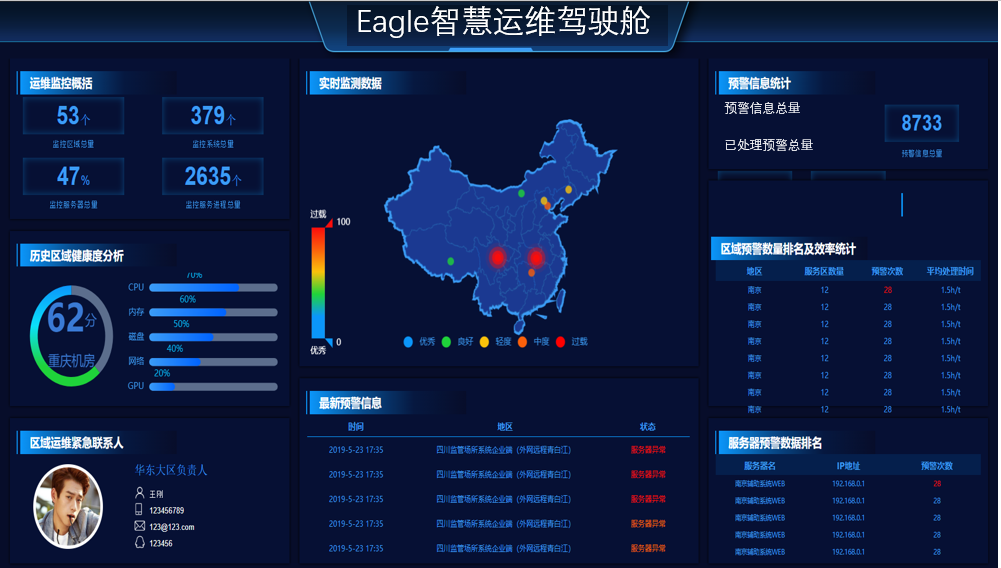 Eagle智慧运维驾驶舱
运维监控概括
53个
379个
监控区域总量
监控系统总量
47%
2635个
监控服务器总量
监控服务进程总量
历史区域健康度分析
62分
重庆机房
70%
CPU
60%
内存
50%
磁盘
40%
网络
20%
GPU
区域运维紧急联系人
华东大区负责人
王刚
123456789
123@123.com
123456
实时监测数据
过载
100
0
优秀
优秀 良好 轻度 中度 过载
最新预警信息
时间 地区 状态
2019-5-23 17:35 四川监管场所系统企业端（外网远程青白江） 服务器异常
2019-5-23 17:35 四川监管场所系统企业端（外网远程青白江） 服务器异常
2019-5-23 17:35 四川监管场所系统企业端（外网远程青白江） 服务器异常
2019-5-23 17:35 四川监管场所系统企业端（外网远程青白江） 服务器异常
2019-5-23 17:35 四川监管场所系统企业端（外网远程青白江） 服务器异常
预警信息统计
预警信息总量
已处理预警总量
8733
预警信息总量
区域预警数量排名及效率统计
地区 服务区数量 预警次数 平均处理时间
南京 12 28 1.5h/t
南京 12 28 1.5h/t
南京 12 28 1.5h/t
南京 12 28 1.5h/t
南京 12 28 1.5h/t
南京 12 28 1.5h/t
南京 12 28 1.5h/t
南京 12 28 1.5h/t
服务器预警数据排名
服务器名 IP地址 预警次数
南京辅助系统WEB 192.168.0.1 28
南京辅助系统WEB 192.168.0.1 28
南京辅助系统WEB 192.168.0.1 28
南京辅助系统WEB 192.168.0.1 28
南京辅助系统WEB 192.168.0.1 28